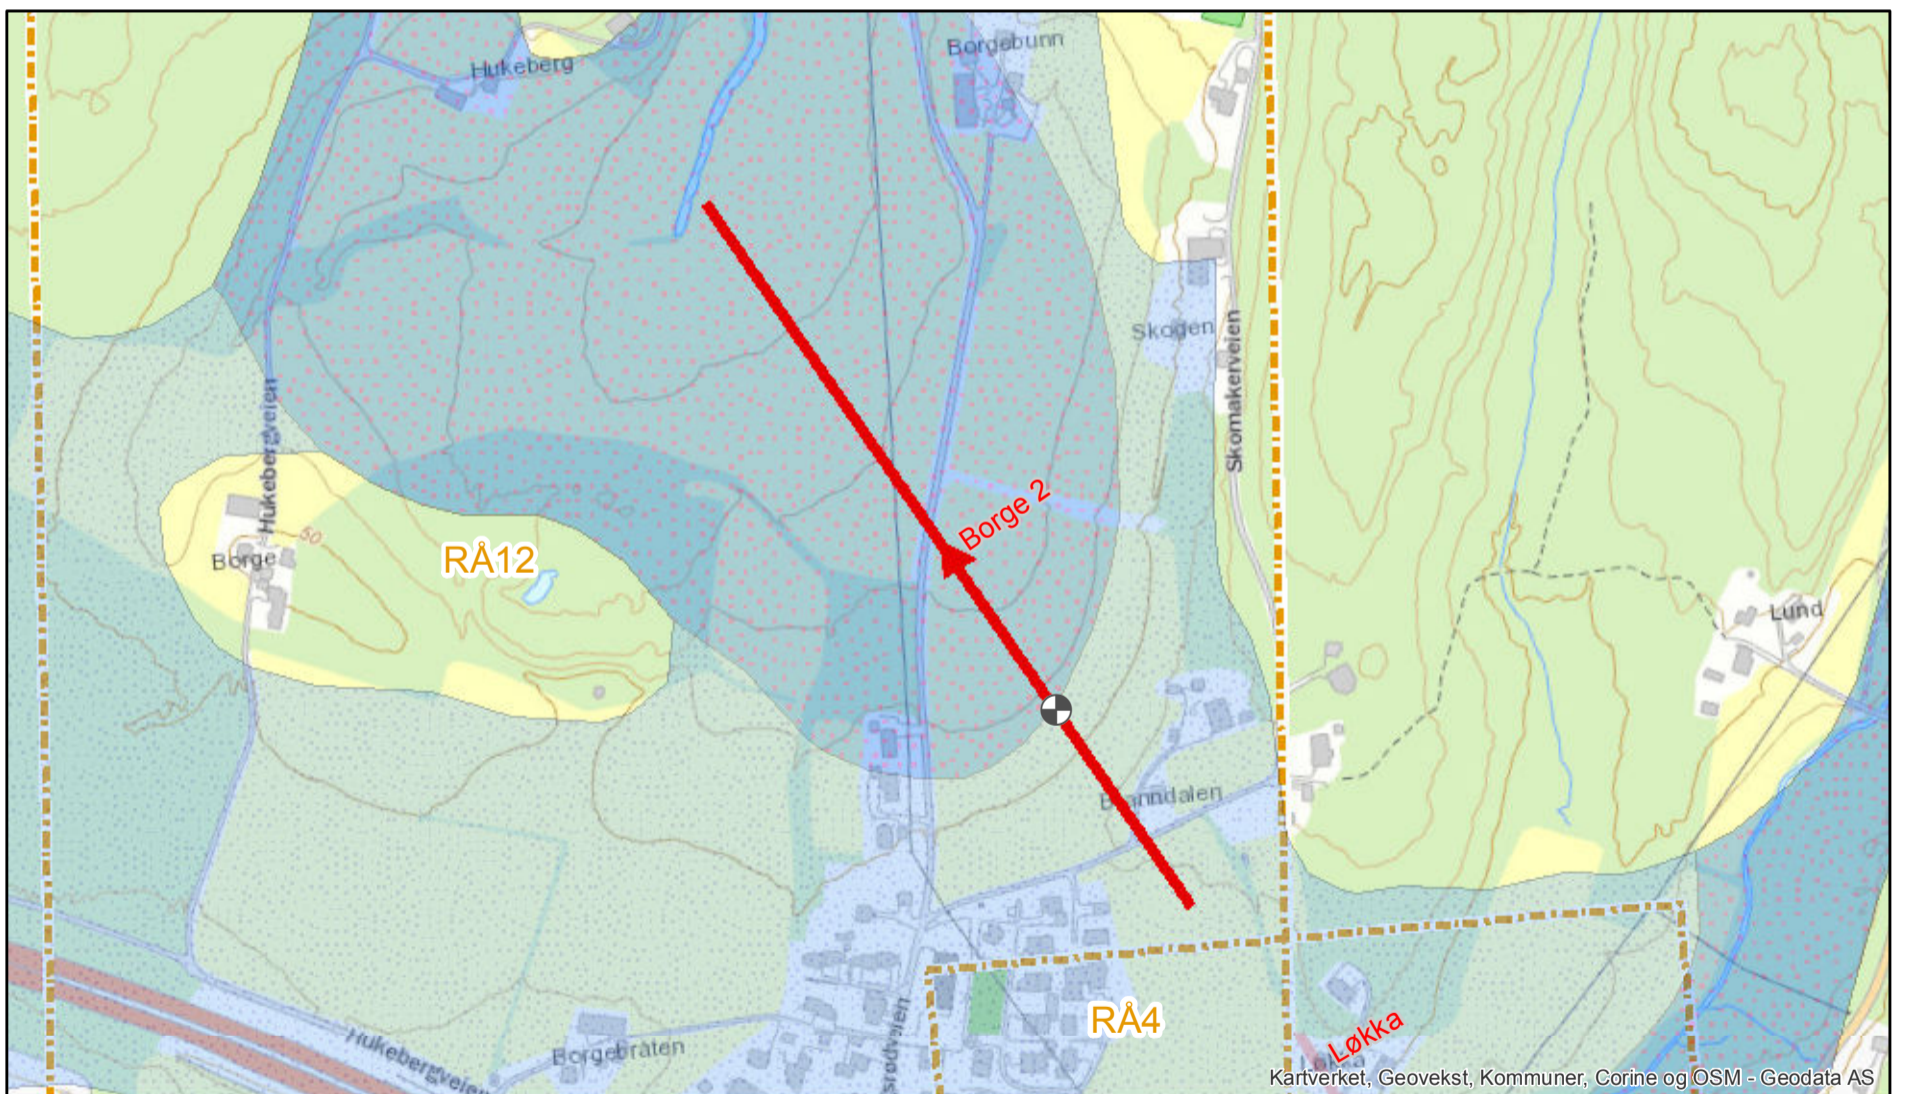 Borgebunn
Hukeberg
Skogen
Skomakerveien
Hukebergveien
Borge 2
50
Borge
RÅ12
Lund
RÅ4
Løkka
Borgebråten
Hukebergveien
Kartverket, Geovekst, Kommuner, Corine og OSM - Geodata AS